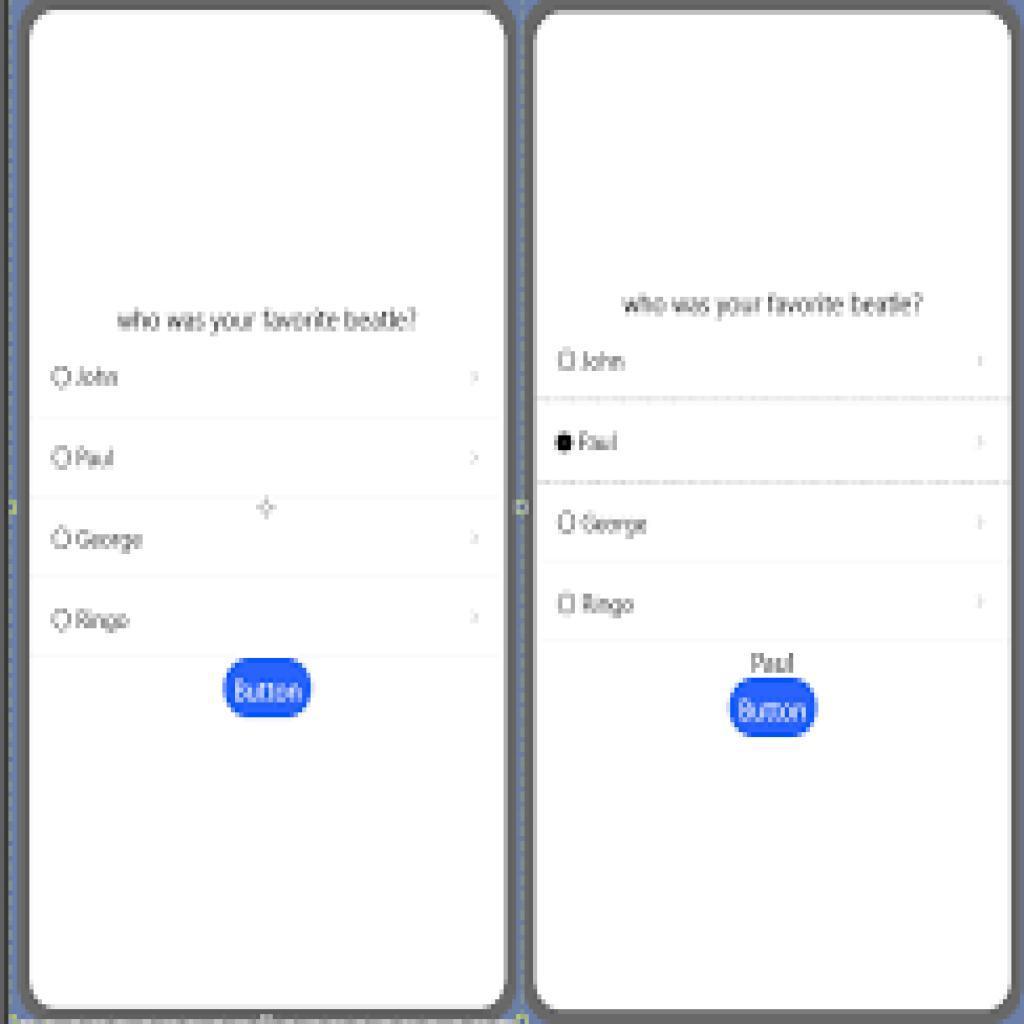 who was your favorite beatle?
John
Paul
George
Ringo
Button
who was your favorite beatle?
John
Paul
George
Ringo
Paul
Button